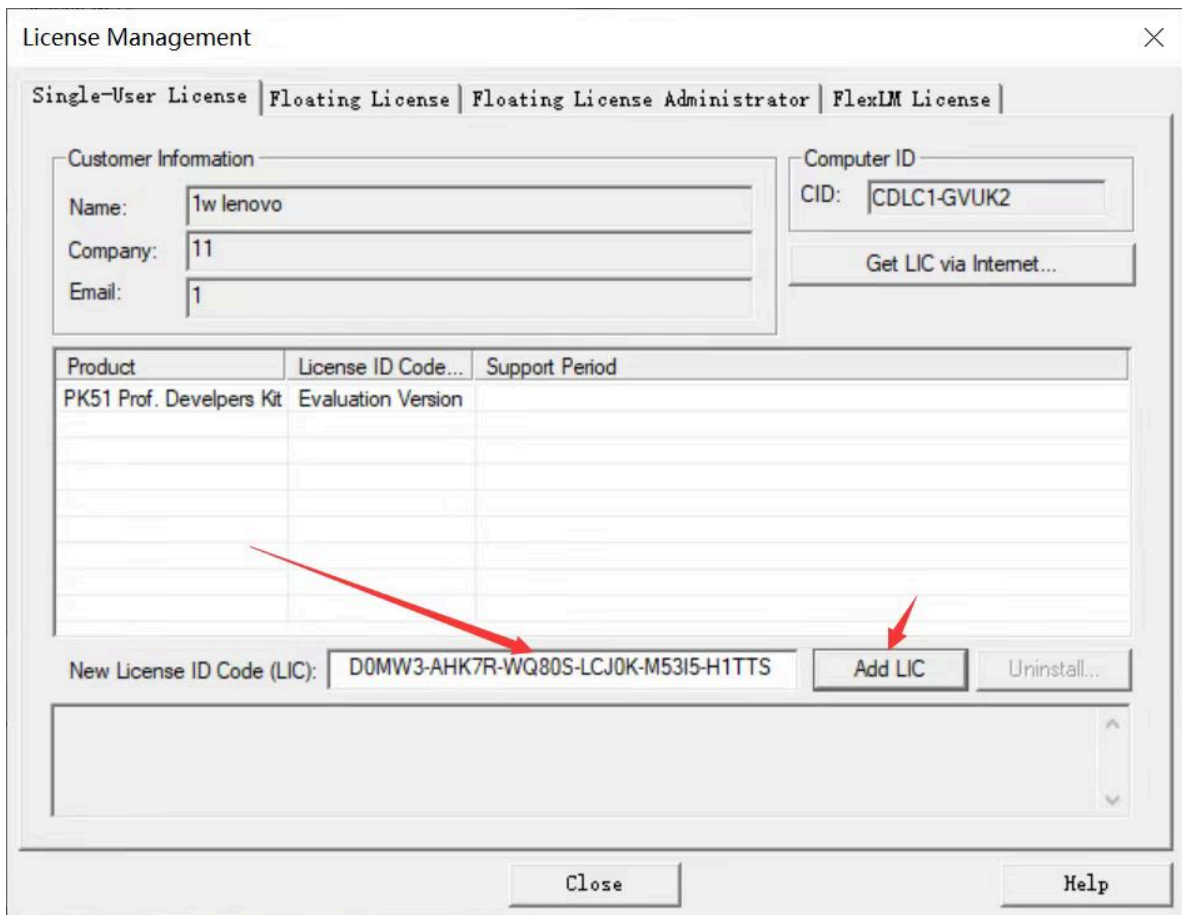 License Management
Single-User License
Floating License
Floating License Administrator
FlexLM License
Customer Information
Name: 1w lenovo
Company: 11
Email: 1
Computer ID
CID: CDLC1-GVUK2
Get LIC via Internet...
Product License ID Code... Support Period
PK51 Prof. Develpers Kit Evaluation Version
New License ID Code (LIC): D0MW3-AHK7R-WQ80S-LCJ0K-M53I5-H1TTS
Add LIC
Uninstall...
Close
Help